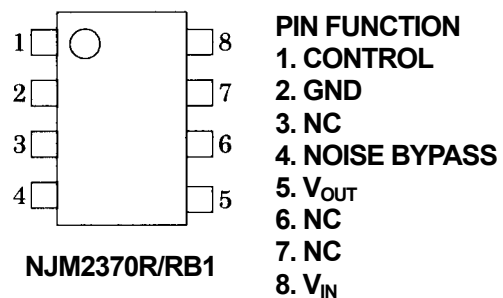 1
2
3
4
8
7
6
5
NJM2370R/RB1
PIN FUNCTION
1. CONTROL
2. GND
3. NC
4. NOISE BYPASS
5. VOUT
6. NC
7. NC
8. VIN